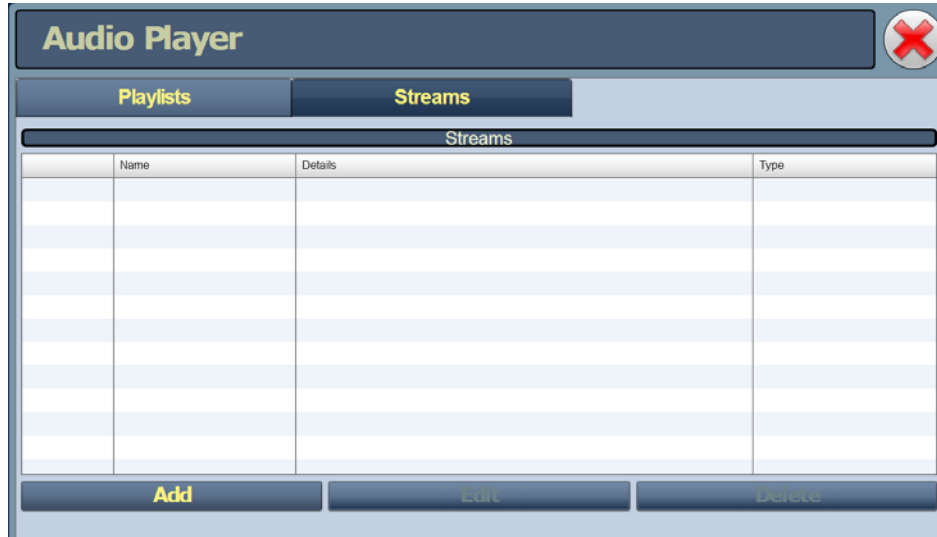 Audio Player
Playlists Streams
Streams
Name Details Type
Add Edit Delete